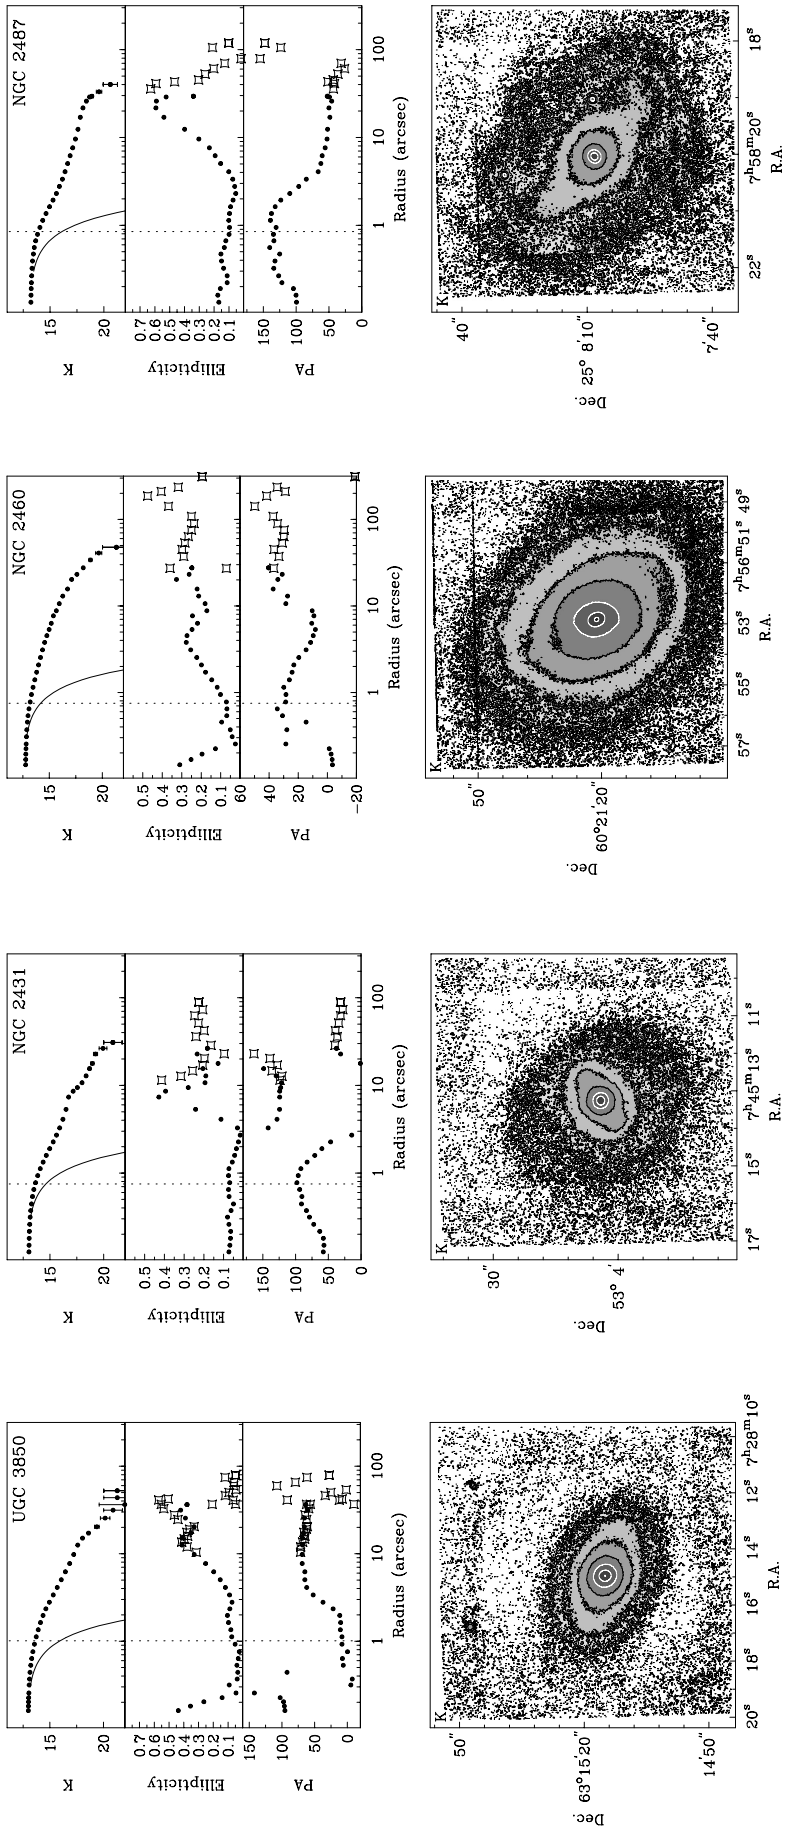 UGC 3850
K
15
20
Ellipticity
0.7
0.6
0.5
0.4
0.3
0.2
0.1
PA
150
100
50
0
1
10
100
Radius (arcsec)
K
50″
63°15′20″
14′50″
Dec.
20ˢ
18ˢ
16ˢ
14ˢ
12ˢ
7ʰ28ᵐ10ˢ
R.A.
NGC 2431
K
15
20
Ellipticity
0.5
0.4
0.3
0.2
0.1
PA
150
100
50
0
1
10
100
Radius (arcsec)
K
30″
53° 4′
Dec.
17ˢ
15ˢ
7ʰ45ᵐ13ˢ
11ˢ
R.A.
NGC 2460
K
15
20
Ellipticity
0.5
0.4
0.3
0.2
0.1
PA
60
40
20
0
−20
1
10
100
Radius (arcsec)
K
50″
60°21′20″
Dec.
57ˢ
55ˢ
53ˢ
7ʰ56ᵐ51ˢ
49ˢ
R.A.
NGC 2487
K
15
20
Ellipticity
0.7
0.6
0.5
0.4
0.3
0.2
0.1
PA
150
100
50
0
1
10
100
Radius (arcsec)
K
40″
25° 8′10″
7′40″
Dec.
22ˢ
7ʰ58ᵐ20ˢ
18ˢ
R.A.